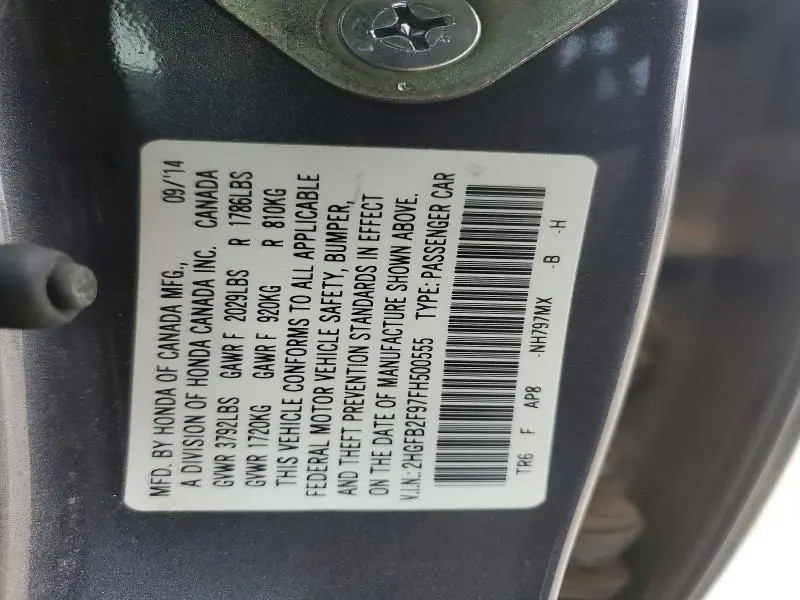 MFD. BY HONDA OF CANADA MFG., 09/'14
A DIVISION OF HONDA CANADA INC. CANADA
GVWR 3792LBS GAWR F 2029LBS R 1786LBS
GVWR 1720KG GAWR F 920KG R 810KG
THIS VEHICLE CONFORMS TO ALL APPLICABLE
FEDERAL MOTOR VEHICLE SAFETY, BUMPER,
AND THEFT PREVENTION STANDARDS IN EFFECT
ON THE DATE OF MANUFACTURE SHOWN ABOVE.
V.I.N.: 2HGFB2F97FH500555 TYPE: PASSENGER CAR
TR6 F AP8 -NH797MX -B -H